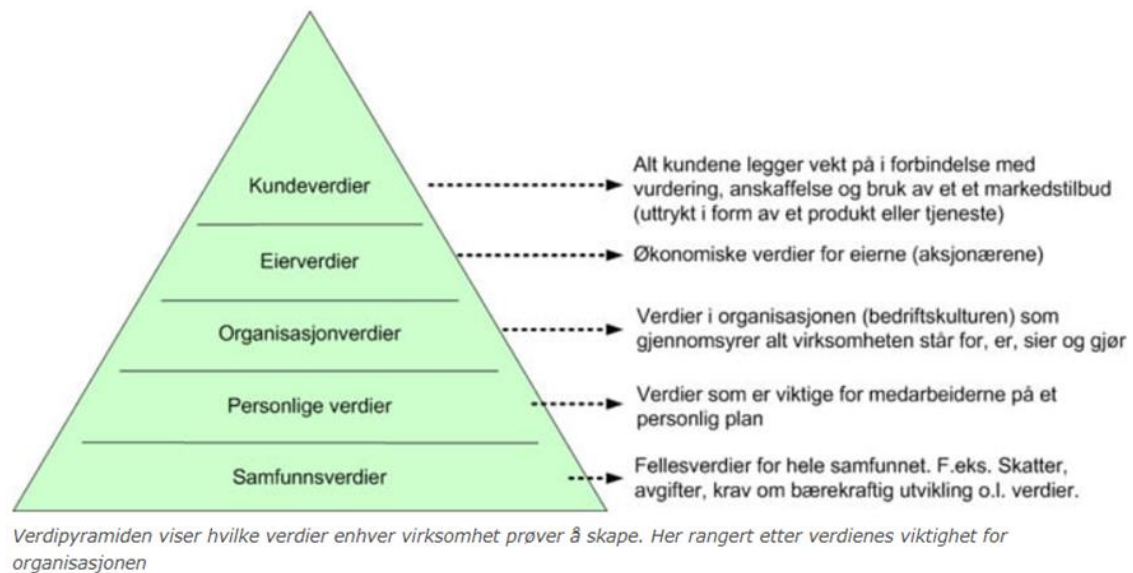 Kundeverdier
Alt kundene legger vekt på i forbindelse med
vurdering, anskaffelse og bruk av et et markedstilbud
(uttrykt i form av et produkt eller tjeneste)
Eierverdier
Økonomiske verdier for eierne (aksjonærene)
Organisasjonverdier
Verdier i organisasjonen (bedriftskulturen) som
gjennomsyrer alt virksomheten står for, er, sier og gjør
Personlige verdier
Verdier som er viktige for medarbeiderne på et
personlig plan
Samfunnsverdier
Fellesverdier for hele samfunnet. F.eks. Skatter,
avgifter, krav om bærekraftig utvikling o.l. verdier.
Verdipyramiden viser hvilke verdier enhver virksomhet prøver å skape. Her rangert etter verdienes viktighet for
organisasjonen